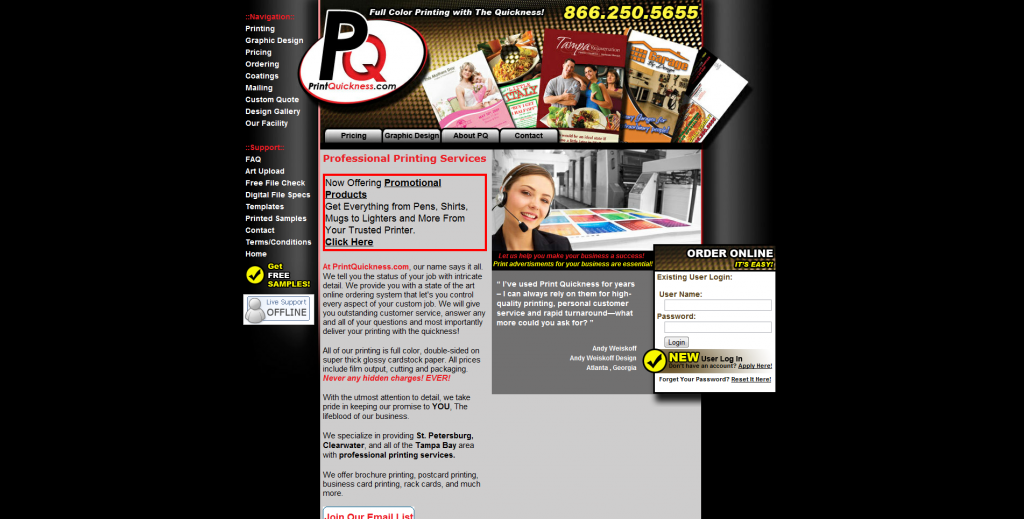 ::Navigation::
Printing
Graphic Design
Pricing
Ordering
Coatings
Mailing
Custom Quote
Design Gallery
Our Facility
::Support::
FAQ
Art Upload
Free File Check
Digital File Specs
Templates
Printed Samples
Contact
Terms/Conditions
Home
Get
FREE
SAMPLES!
Live Support
OFFLINE
PQ
PrintQuickness.com
Full Color Printing with The Quickness!
866.250.5655
Tampa
ITALY
Garage
Pricing
Graphic Design
About PQ
Contact
Professional Printing Services
Now Offering Promotional
Products
Get Everything from Pens, Shirts,
Mugs to Lighters and More From
Your Trusted Printer.
Click Here
At PrintQuickness.com, our name says it all.
We tell you the status of your job with intricate
detail. We provide you with a state of the art
online ordering system that let's you control
every aspect of your custom job. We will give
you outstanding customer service, answer any
and all of your questions and most importantly
deliver your printing with the quickness!
All of our printing is full color, double-sided on
super thick glossy cardstock paper. All prices
include film output, cutting and packaging.
Never any hidden charges! EVER!
With the utmost attention to detail, we take
pride in keeping our promise to YOU, The
lifeblood of our business.
We specialize in providing St. Petersburg,
Clearwater, and all of the Tampa Bay area
with professional printing services.
We offer brochure printing, postcard printing,
business card printing, rack cards, and much
more.
Join Our Email List
Let us help you make your business a success!
Print advertisments for your business are essential!
" I've used Print Quickness for years
– I can always rely on them for high-
quality printing, personal customer
service and rapid turnaround—what
more could you ask for? "
Andy Weiskoff
Andy Weiskoff Design
Atlanta , Georgia
ORDER ONLINE
IT'S EASY!
Existing User Login:
User Name:
Password:
Login
NEW User Log In
Don't have an account? Apply Here!
Forget Your Password? Reset It Here!